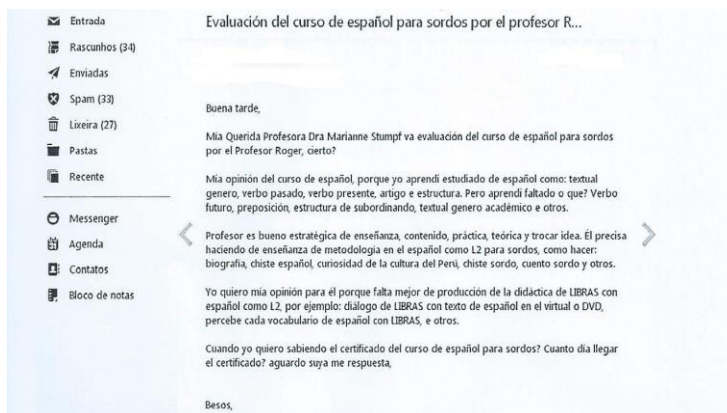 Entrada
Rascunhos (34)
Enviadas
Spam (33)
Lixeira (27)
Pastas
Recente
Messenger
Agenda
Contatos
Bloco de notas
Evaluación del curso de español para sordos por el profesor R...
Buena tarde,
Mía Querida Profesora Dra Marianne Stumpf va evaluación del curso de español para sordos
por el Profesor Roger, cierto?
Mía opinión del curso de español, porque yo aprendí estudiado de español como: textual
genero, verbo pasado, verbo presente, artigo e estructura. Pero aprendí faltado o que? Verbo
futuro, preposición, estructura de subordinando, textual genero académico e otros.
Profesor es bueno estratégica de enseñanza, contenido, práctica, teórica y trocar idea. Él precisa
haciendo de enseñanza de metodologia en el español como L2 para sordos, como hacer:
biografía, chiste español, curiosidad de la cultura del Perú, chiste sordo, cuento sordo y otros.
Yo quiero mía opinión para él porque falta mejor de producción de la didáctica de LIBRAS con
español como L2, por ejemplo: diálogo de LIBRAS con texto de español en el virtual o DVD,
percebe cada vocabulario de español con LIBRAS, e otros.
Cuando yo quiero sabiendo el certificado del curso de español para sordos? Cuanto día llegar
el certificado? aguardo suya me respuesta,
Besos,